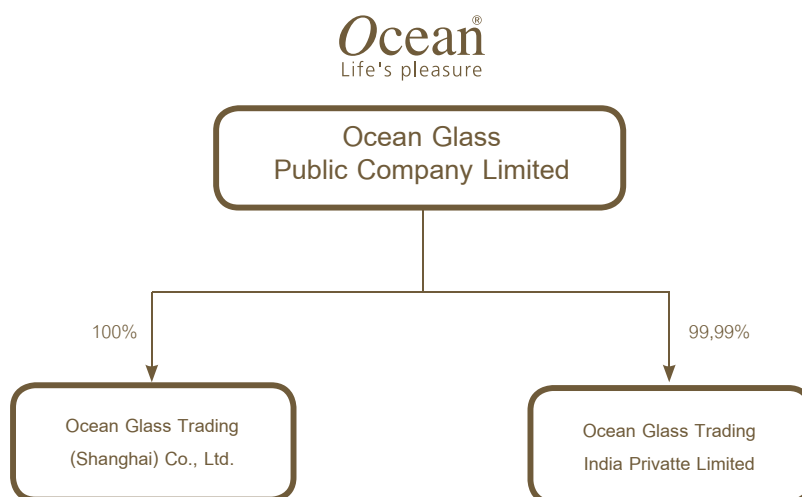 Ocean®
Life's pleasure
Ocean Glass
Public Company Limited
100%
99,99%
Ocean Glass Trading
(Shanghai) Co., Ltd.
Ocean Glass Trading
India Privatte Limited